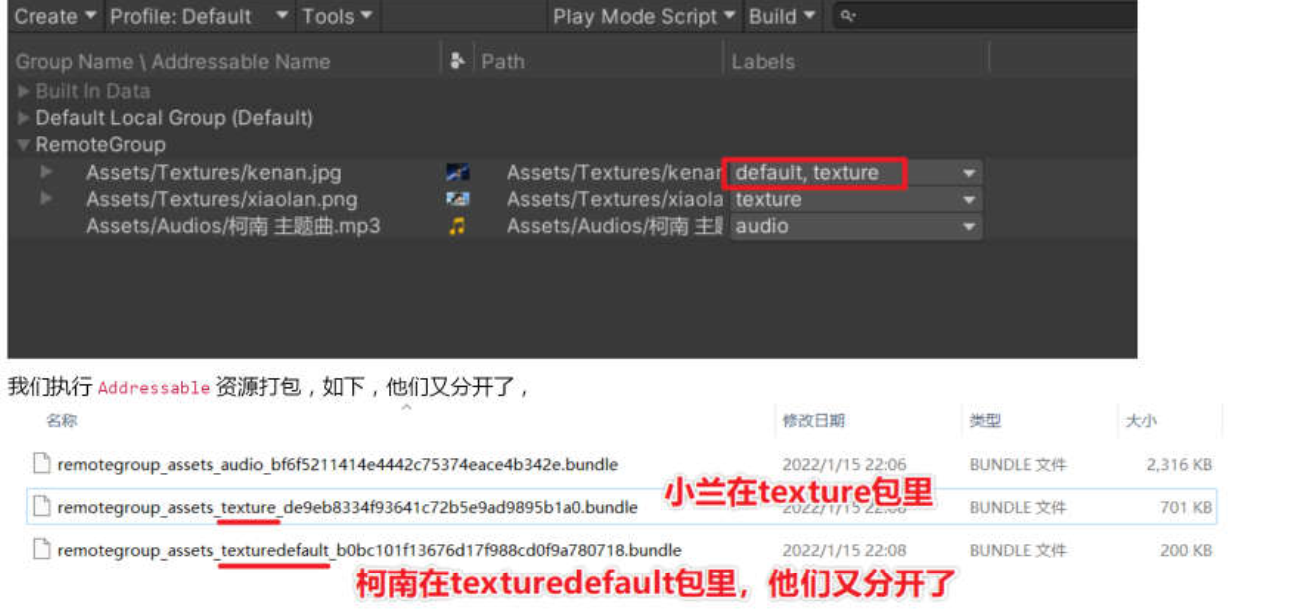 Create Profile: Default Tools Play Mode Script Build
Group Name \ Addressable Name Path Labels
Built In Data
Default Local Group (Default)
RemoteGroup
Assets/Textures/kenan.jpg Assets/Textures/kenan default, texture
Assets/Textures/xiaolan.png Assets/Textures/xiaola texture
Assets/Audios/柯南 主题曲.mp3 Assets/Audios/柯南 主题 audio
我们执行 Addressable 资源打包，如下，他们又分开了，
名称 修改日期 类型 大小
remotegroup_assets_audio_bf6f5211414e4442c75374eace4b342e.bundle 2022/1/15 22:06 BUNDLE 文件 2,316 KB
小兰在texture包里
remotegroup_assets_texture_de9eb8334f93641c72b5e9ad9895b1a0.bundle 2022/1/15 22:08 BUNDLE 文件 701 KB
remotegroup_assets_texturedefault_b0bc101f13676d17f988cd0f9a780718.bundle 2022/1/15 22:08 BUNDLE 文件 200 KB
柯南在texturedefault包里，他们又分开了